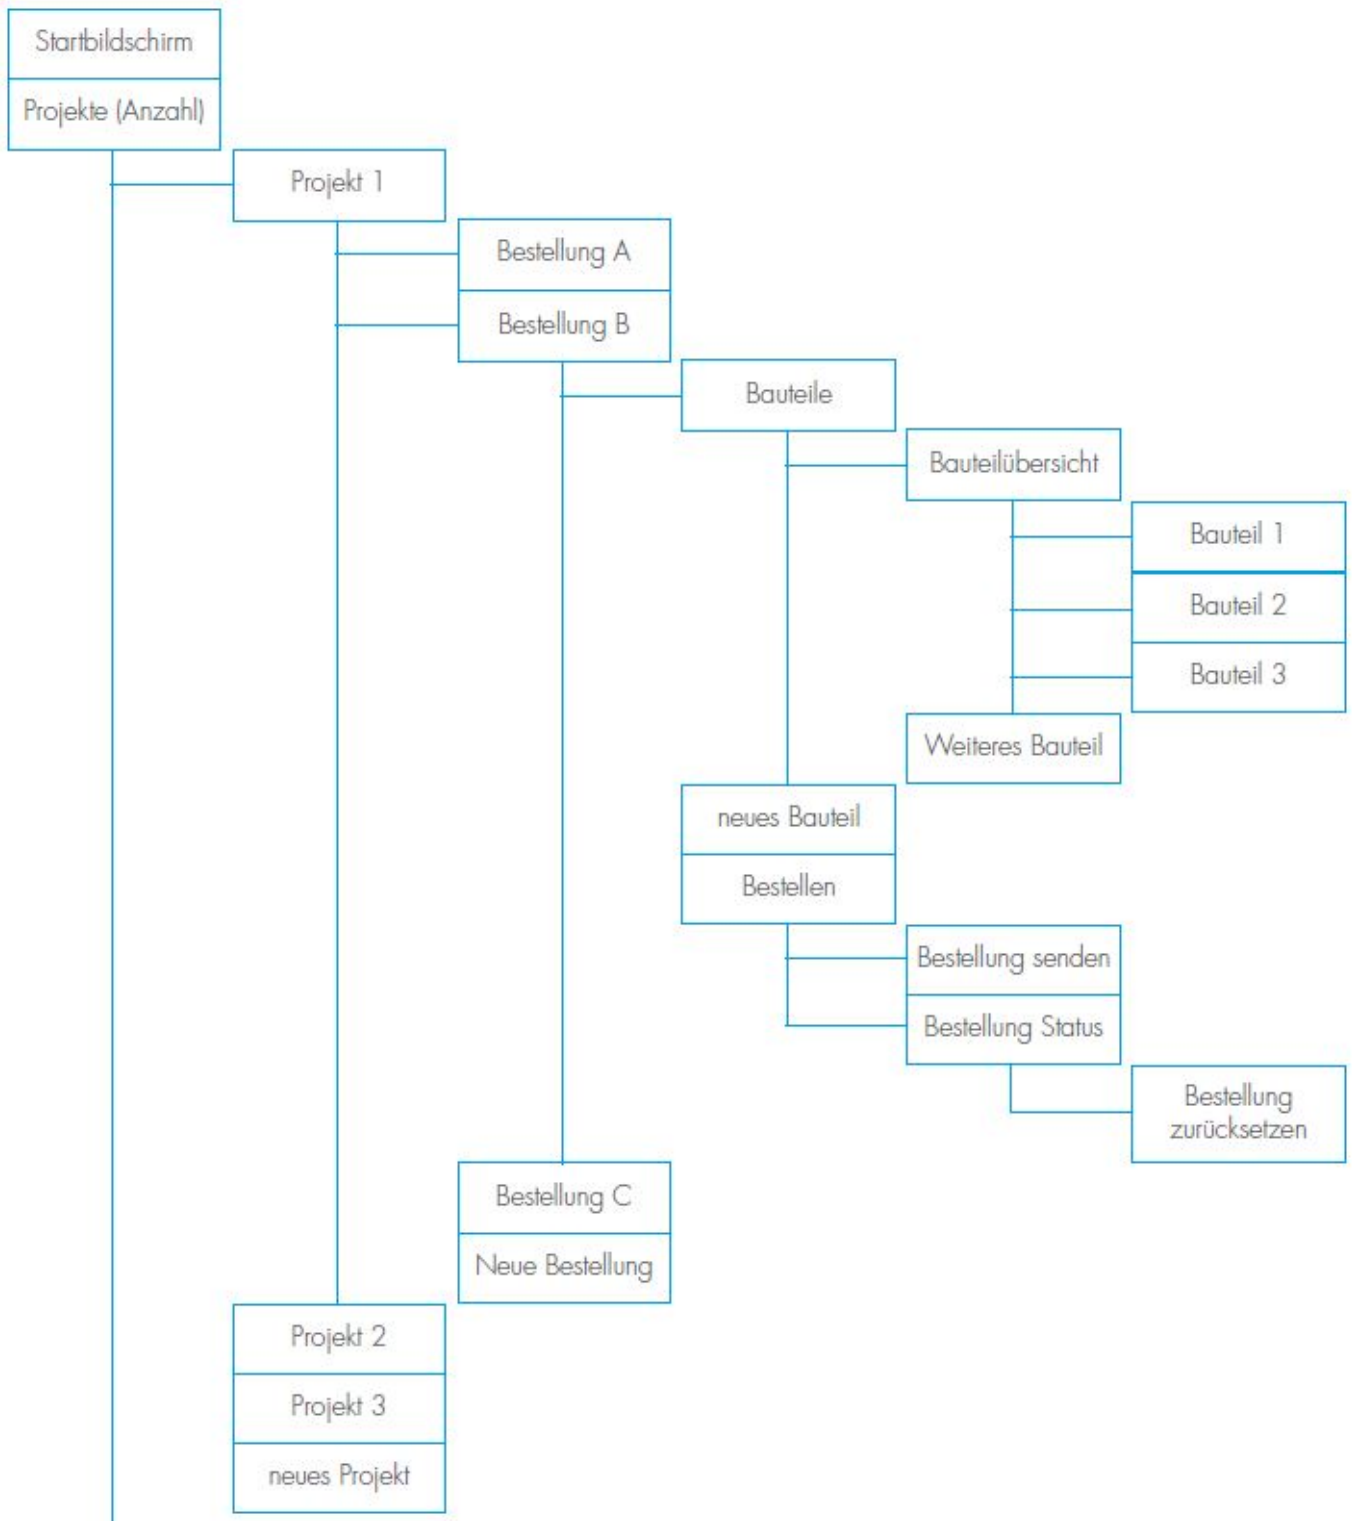 Startbildschirm
Projekte (Anzahl)
Projekt 1
Bestellung A
Bestellung B
Bauteile
Bauteilübersicht
Bauteil 1
Bauteil 2
Bauteil 3
Weiteres Bauteil
neues Bauteil
Bestellen
Bestellung senden
Bestellung Status
Bestellung
zurücksetzen
Bestellung C
Neue Bestellung
Projekt 2
Projekt 3
neues Projekt